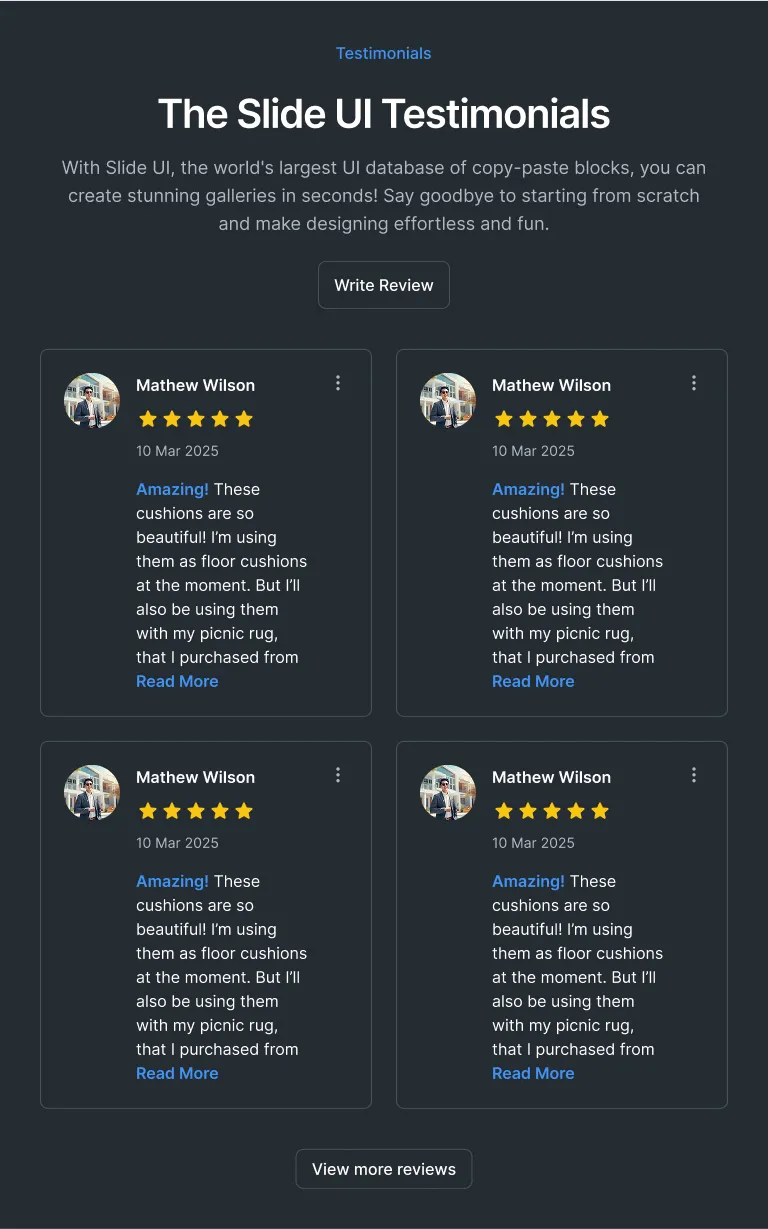 Testimonials
The Slide UI Testimonials
With Slide UI, the world's largest UI database of copy-paste blocks, you can
create stunning galleries in seconds! Say goodbye to starting from scratch
and make designing effortless and fun.
Write Review
Mathew Wilson
10 Mar 2025
Amazing! These
cushions are so
beautiful! I’m using
them as floor cushions
at the moment. But I’ll
also be using them
with my picnic rug,
that I purchased from
Read More
Mathew Wilson
10 Mar 2025
Amazing! These
cushions are so
beautiful! I’m using
them as floor cushions
at the moment. But I’ll
also be using them
with my picnic rug,
that I purchased from
Read More
Mathew Wilson
10 Mar 2025
Amazing! These
cushions are so
beautiful! I’m using
them as floor cushions
at the moment. But I’ll
also be using them
with my picnic rug,
that I purchased from
Read More
Mathew Wilson
10 Mar 2025
Amazing! These
cushions are so
beautiful! I’m using
them as floor cushions
at the moment. But I’ll
also be using them
with my picnic rug,
that I purchased from
Read More
View more reviews